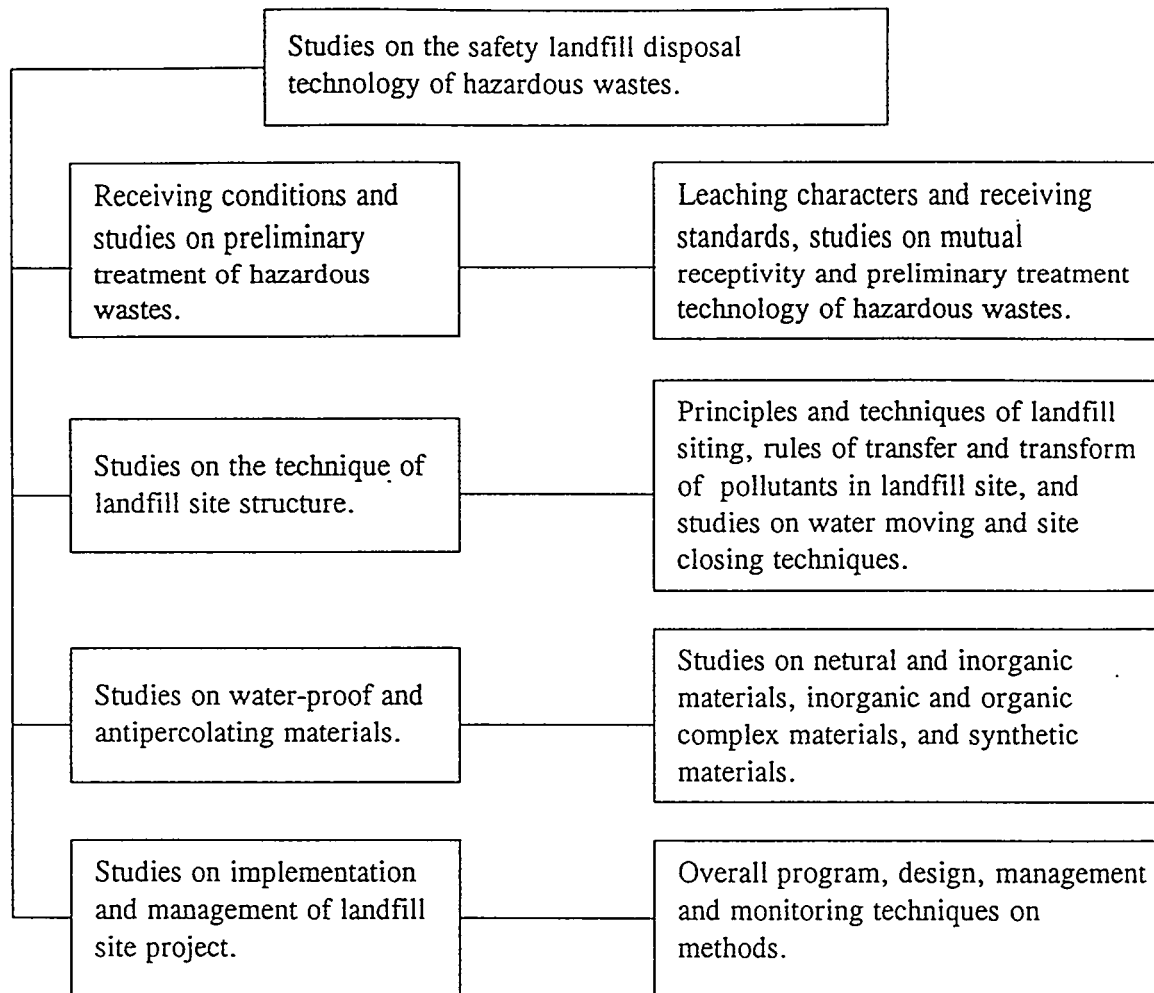 Studies on the safety landfill disposal
technology of hazardous wastes.
Receiving conditions and
studies on preliminary
treatment of hazardous
wastes.
Leaching characters and receiving
standards, studies on mutual
receptivity and preliminary treatment
technology of hazardous wastes.
Studies on the technique of
landfill site structure.
Principles and techniques of landfill
siting, rules of transfer and transform
of pollutants in landfill site, and
studies on water moving and site
closing techniques.
Studies on water-proof and
antipercolating materials.
Studies on netural and inorganic
materials, inorganic and organic
complex materials, and synthetic
materials.
Studies on implementation
and management of landfill
site project.
Overall program, design, management
and monitoring techniques on
methods.